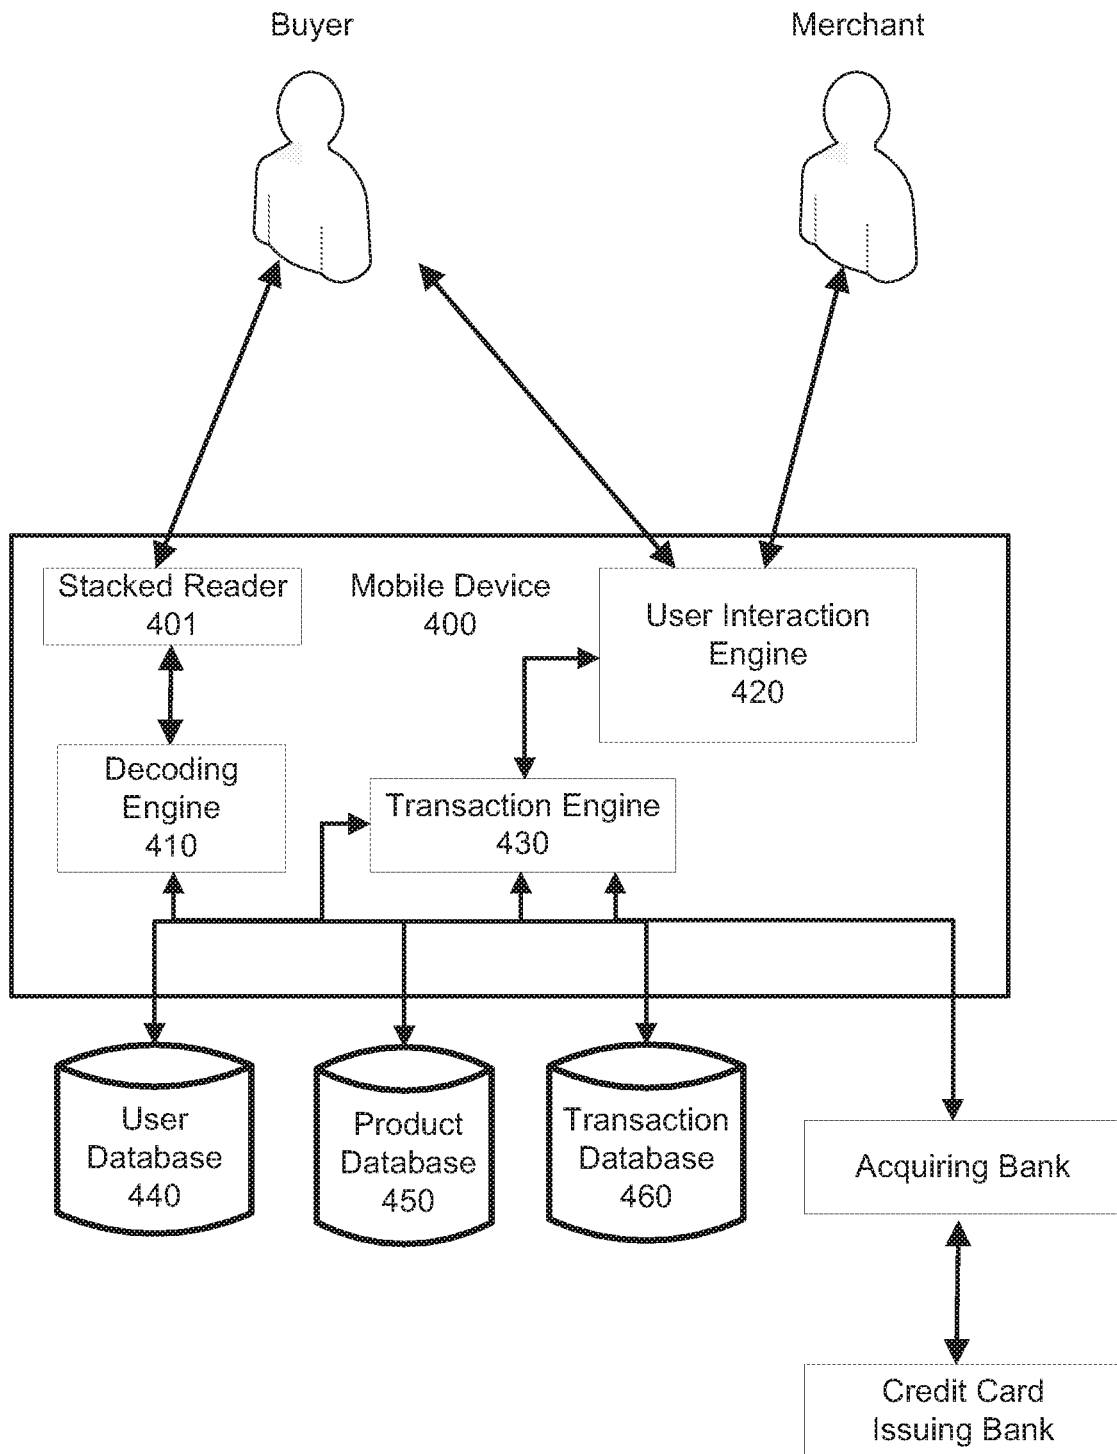 Buyer
Merchant
Stacked Reader
401
Mobile Device
400
User Interaction
Engine
420
Decoding
Engine
410
Transaction Engine
430
User
Database
440
Product
Database
450
Transaction
Database
460
Acquiring Bank
Credit Card
Issuing Bank